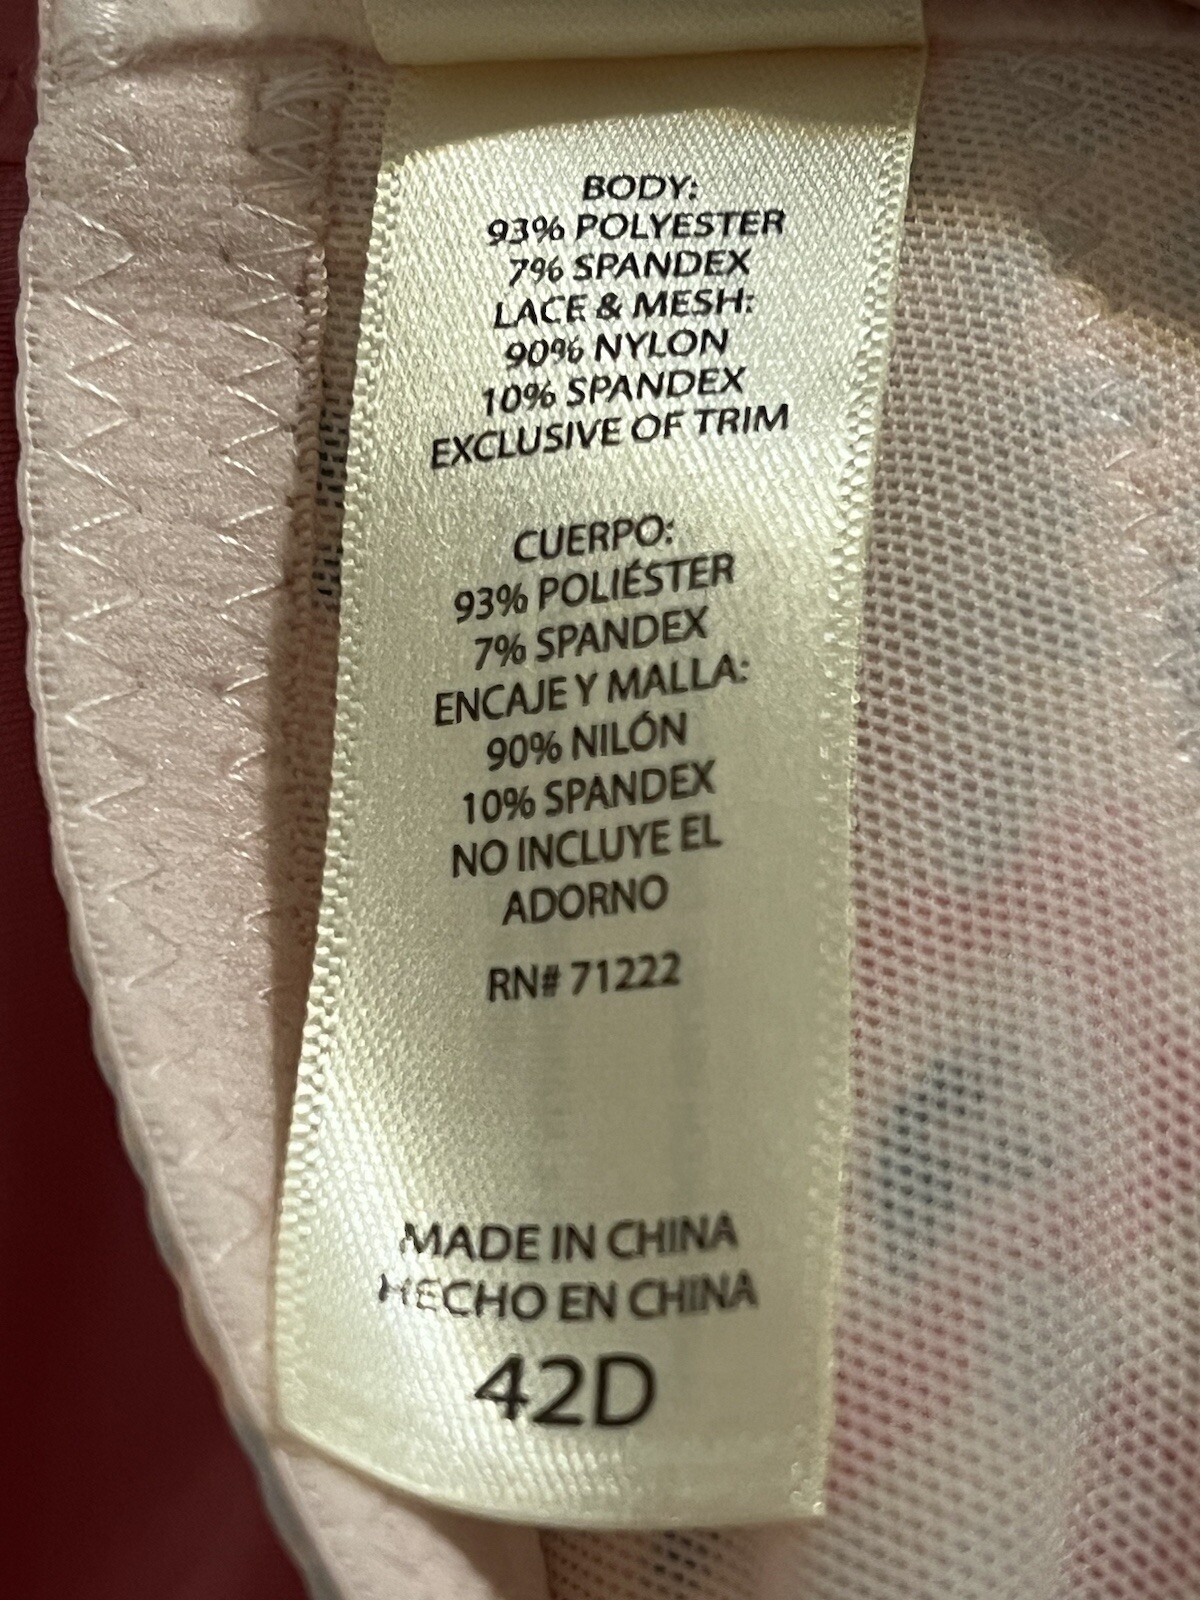 BODY:
93% POLYESTER
7% SPANDEX
LACE & MESH:
90% NYLON
10% SPANDEX
EXCLUSIVE OF TRIM
CUERPO:
93% POLIÉSTER
7% SPANDEX
ENCAJE Y MALLA:
90% NILÓN
10% SPANDEX
NO INCLUYE EL
ADORNO
RN# 71222
MADE IN CHINA
HECHO EN CHINA
42D